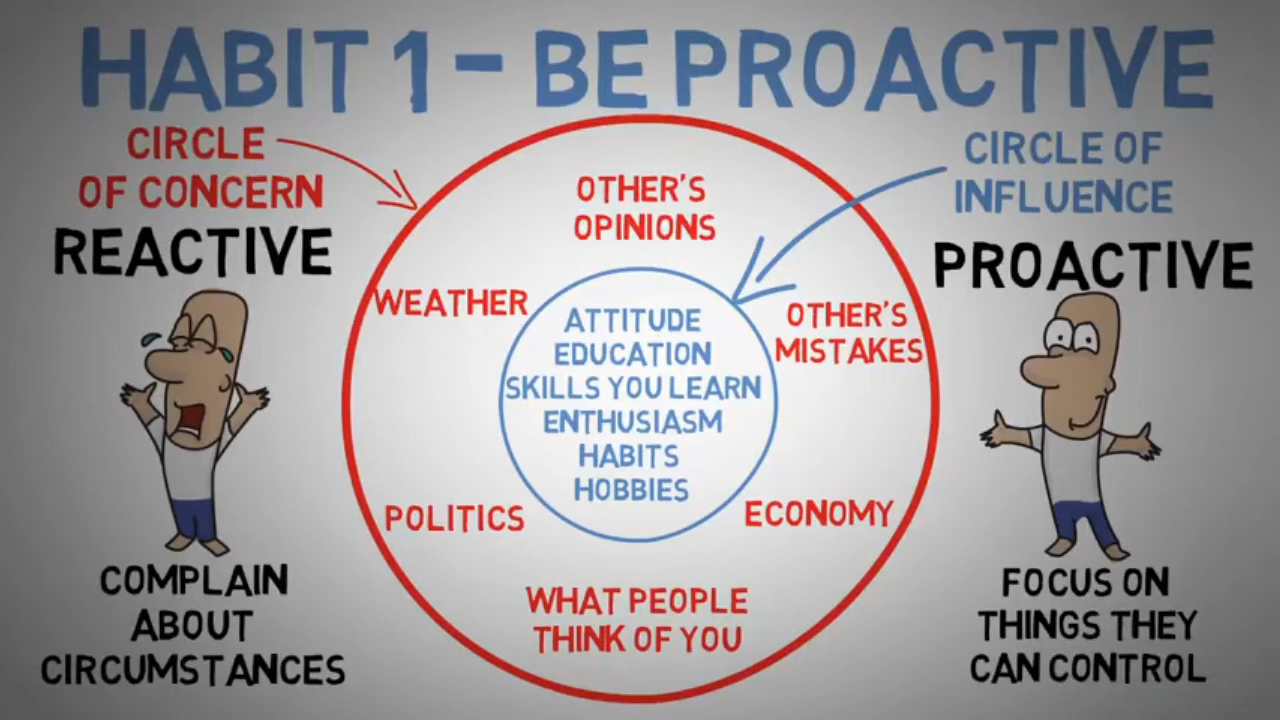 HABIT 1 - BE PROACTIVE
CIRCLE
OF CONCERN
REACTIVE
COMPLAIN
ABOUT
CIRCUMSTANCES
OTHER'S
OPINIONS
WEATHER
OTHER'S
MISTAKES
ATTITUDE
EDUCATION
SKILLS YOU LEARN
ENTHUSIASM
HABITS
HOBBIES
POLITICS
ECONOMY
WHAT PEOPLE
THINK OF YOU
CIRCLE OF
INFLUENCE
PROACTIVE
FOCUS ON
THINGS THEY
CAN CONTROL